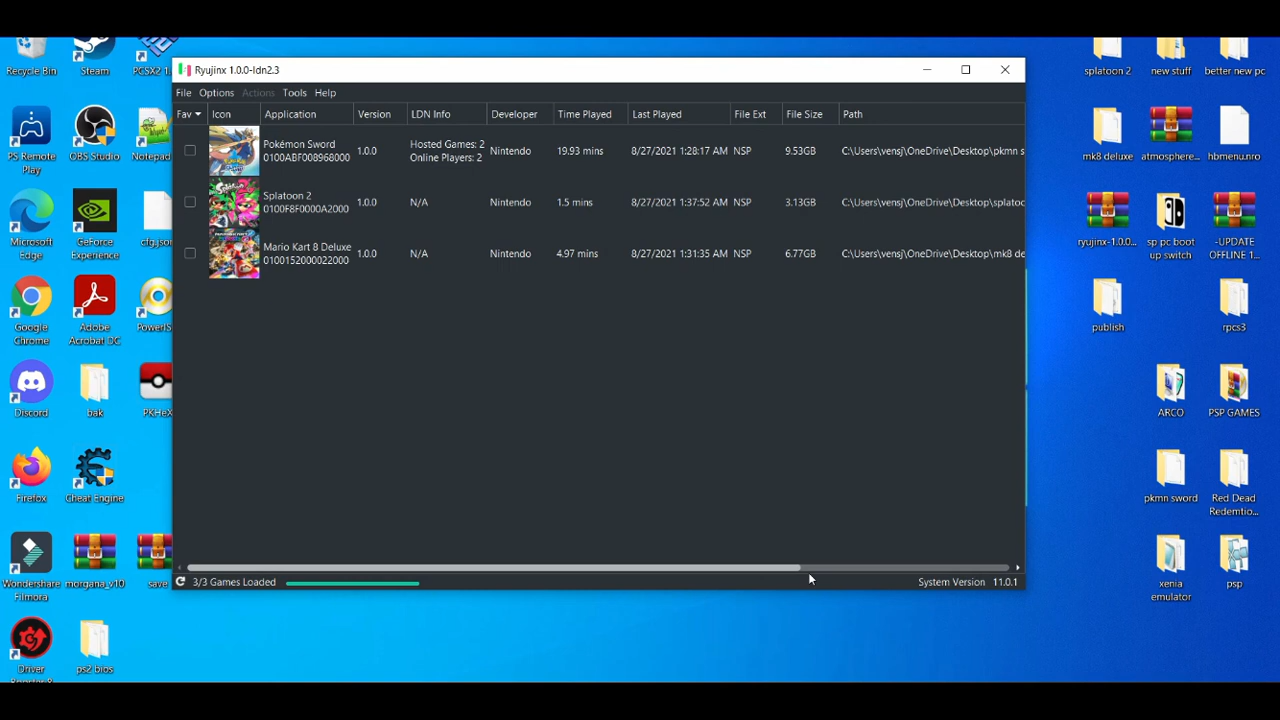 Ryujinx 1.0.0-ldn2.3
File Options Actions Tools Help
Fav Icon Application Version LDN Info Developer Time Played Last Played File Ext File Size Path
Pokémon Sword
0100ABF008968000
1.0.0
Hosted Games: 2
Online Players: 2
Nintendo
19.93 mins
8/27/2021 1:28:17 AM
NSP
9.53GB
C:\Users\vensj\OneDrive\Desktop\pkmn s
Splatoon 2
0100F8F0000A2000
1.0.0
N/A
Nintendo
1.5 mins
8/27/2021 1:37:52 AM
NSP
3.13GB
C:\Users\vensj\OneDrive\Desktop\splatoc
Mario Kart 8 Deluxe
0100152000022000
1.0.0
N/A
Nintendo
4.97 mins
8/27/2021 1:31:35 AM
NSP
6.77GB
C:\Users\vensj\OneDrive\Desktop\mk8 de
3/3 Games Loaded
System Version 11.0.1
Recycle Bin
Steam
PCSX2 1.
PS Remote
Play
OBS Studio
Notepad
Microsoft
Edge
GeForce
Experience
cfg.json
Google
Chrome
Adobe
Acrobat DC
PowerIS
Discord
bak
PKHeX
Firefox
Cheat Engine
Wondershare
Filmora
morgana_v10
save
Driver
ps2 bios
splatoon 2
new stuff
better new pc
mk8 deluxe
atmosphere...
hbmenu.nro
ryujinx-1.0.0...
sp pc boot
up switch
-UPDATE
OFFLINE 1...
publish
rpcs3
ARCO
PSP GAMES
pkmn sword
Red Dead
Redemtio...
xenia
emulator
psp